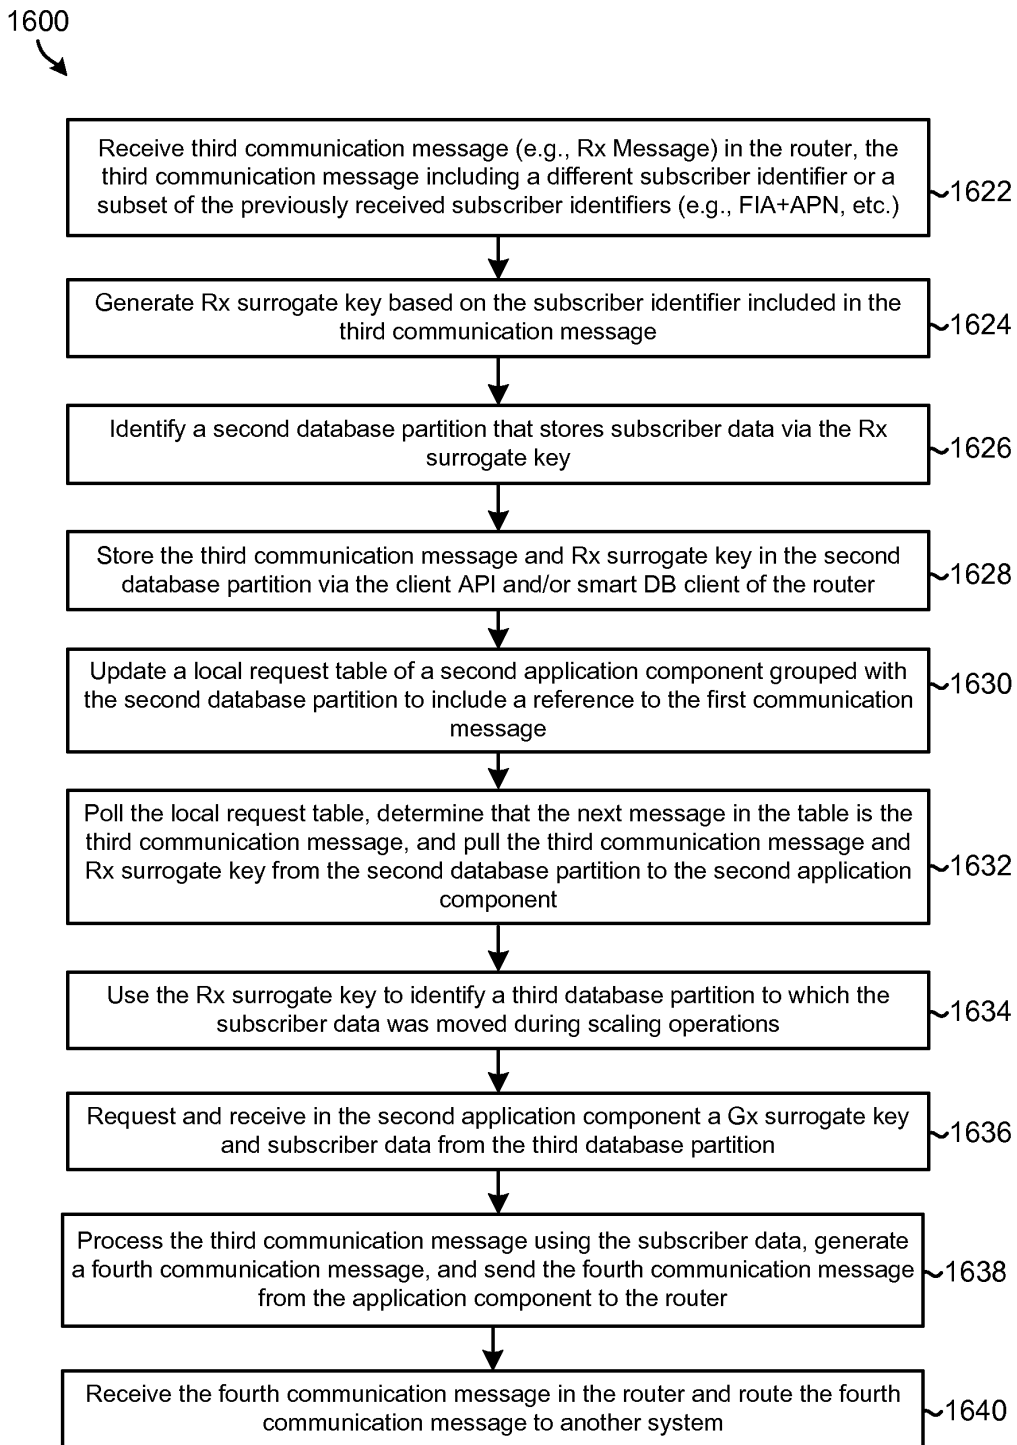 1600
Receive third communication message (e.g., Rx Message) in the router, the
third communication message including a different subscriber identifier or a
subset of the previously received subscriber identifiers (e.g., FIA+APN, etc.)
1622
Generate Rx surrogate key based on the subscriber identifier included in the
third communication message
1624
Identify a second database partition that stores subscriber data via the Rx
surrogate key
1626
Store the third communication message and Rx surrogate key in the second
database partition via the client API and/or smart DB client of the router
1628
Update a local request table of a second application component grouped with
the second database partition to include a reference to the first communication
message
1630
Poll the local request table, determine that the next message in the table is the
third communication message, and pull the third communication message and
Rx surrogate key from the second database partition to the second application
component
1632
Use the Rx surrogate key to identify a third database partition to which the
subscriber data was moved during scaling operations
1634
Request and receive in the second application component a Gx surrogate key
and subscriber data from the third database partition
1636
Process the third communication message using the subscriber data, generate
a fourth communication message, and send the fourth communication message
from the application component to the router
1638
Receive the fourth communication message in the router and route the fourth
communication message to another system
1640